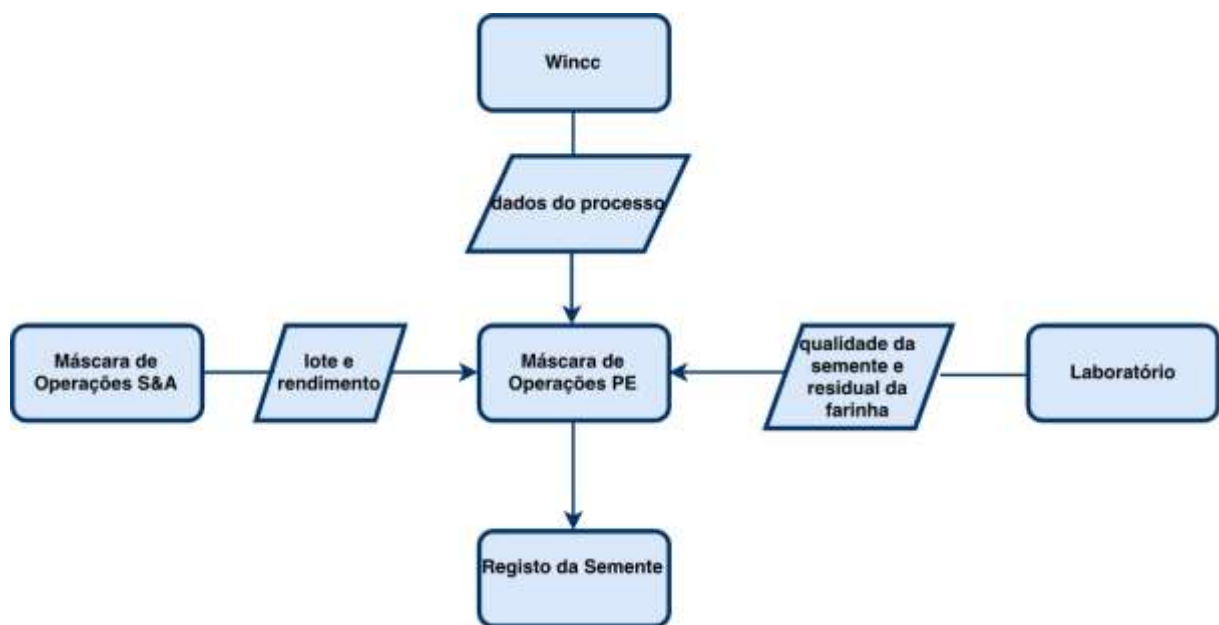 Wincc
dados do processo
Máscara de
Operações S&A
lote e
rendimento
Máscara de
Operações PE
qualidade da
semente e
residual da
farinha
Laboratório
Registo da Semente